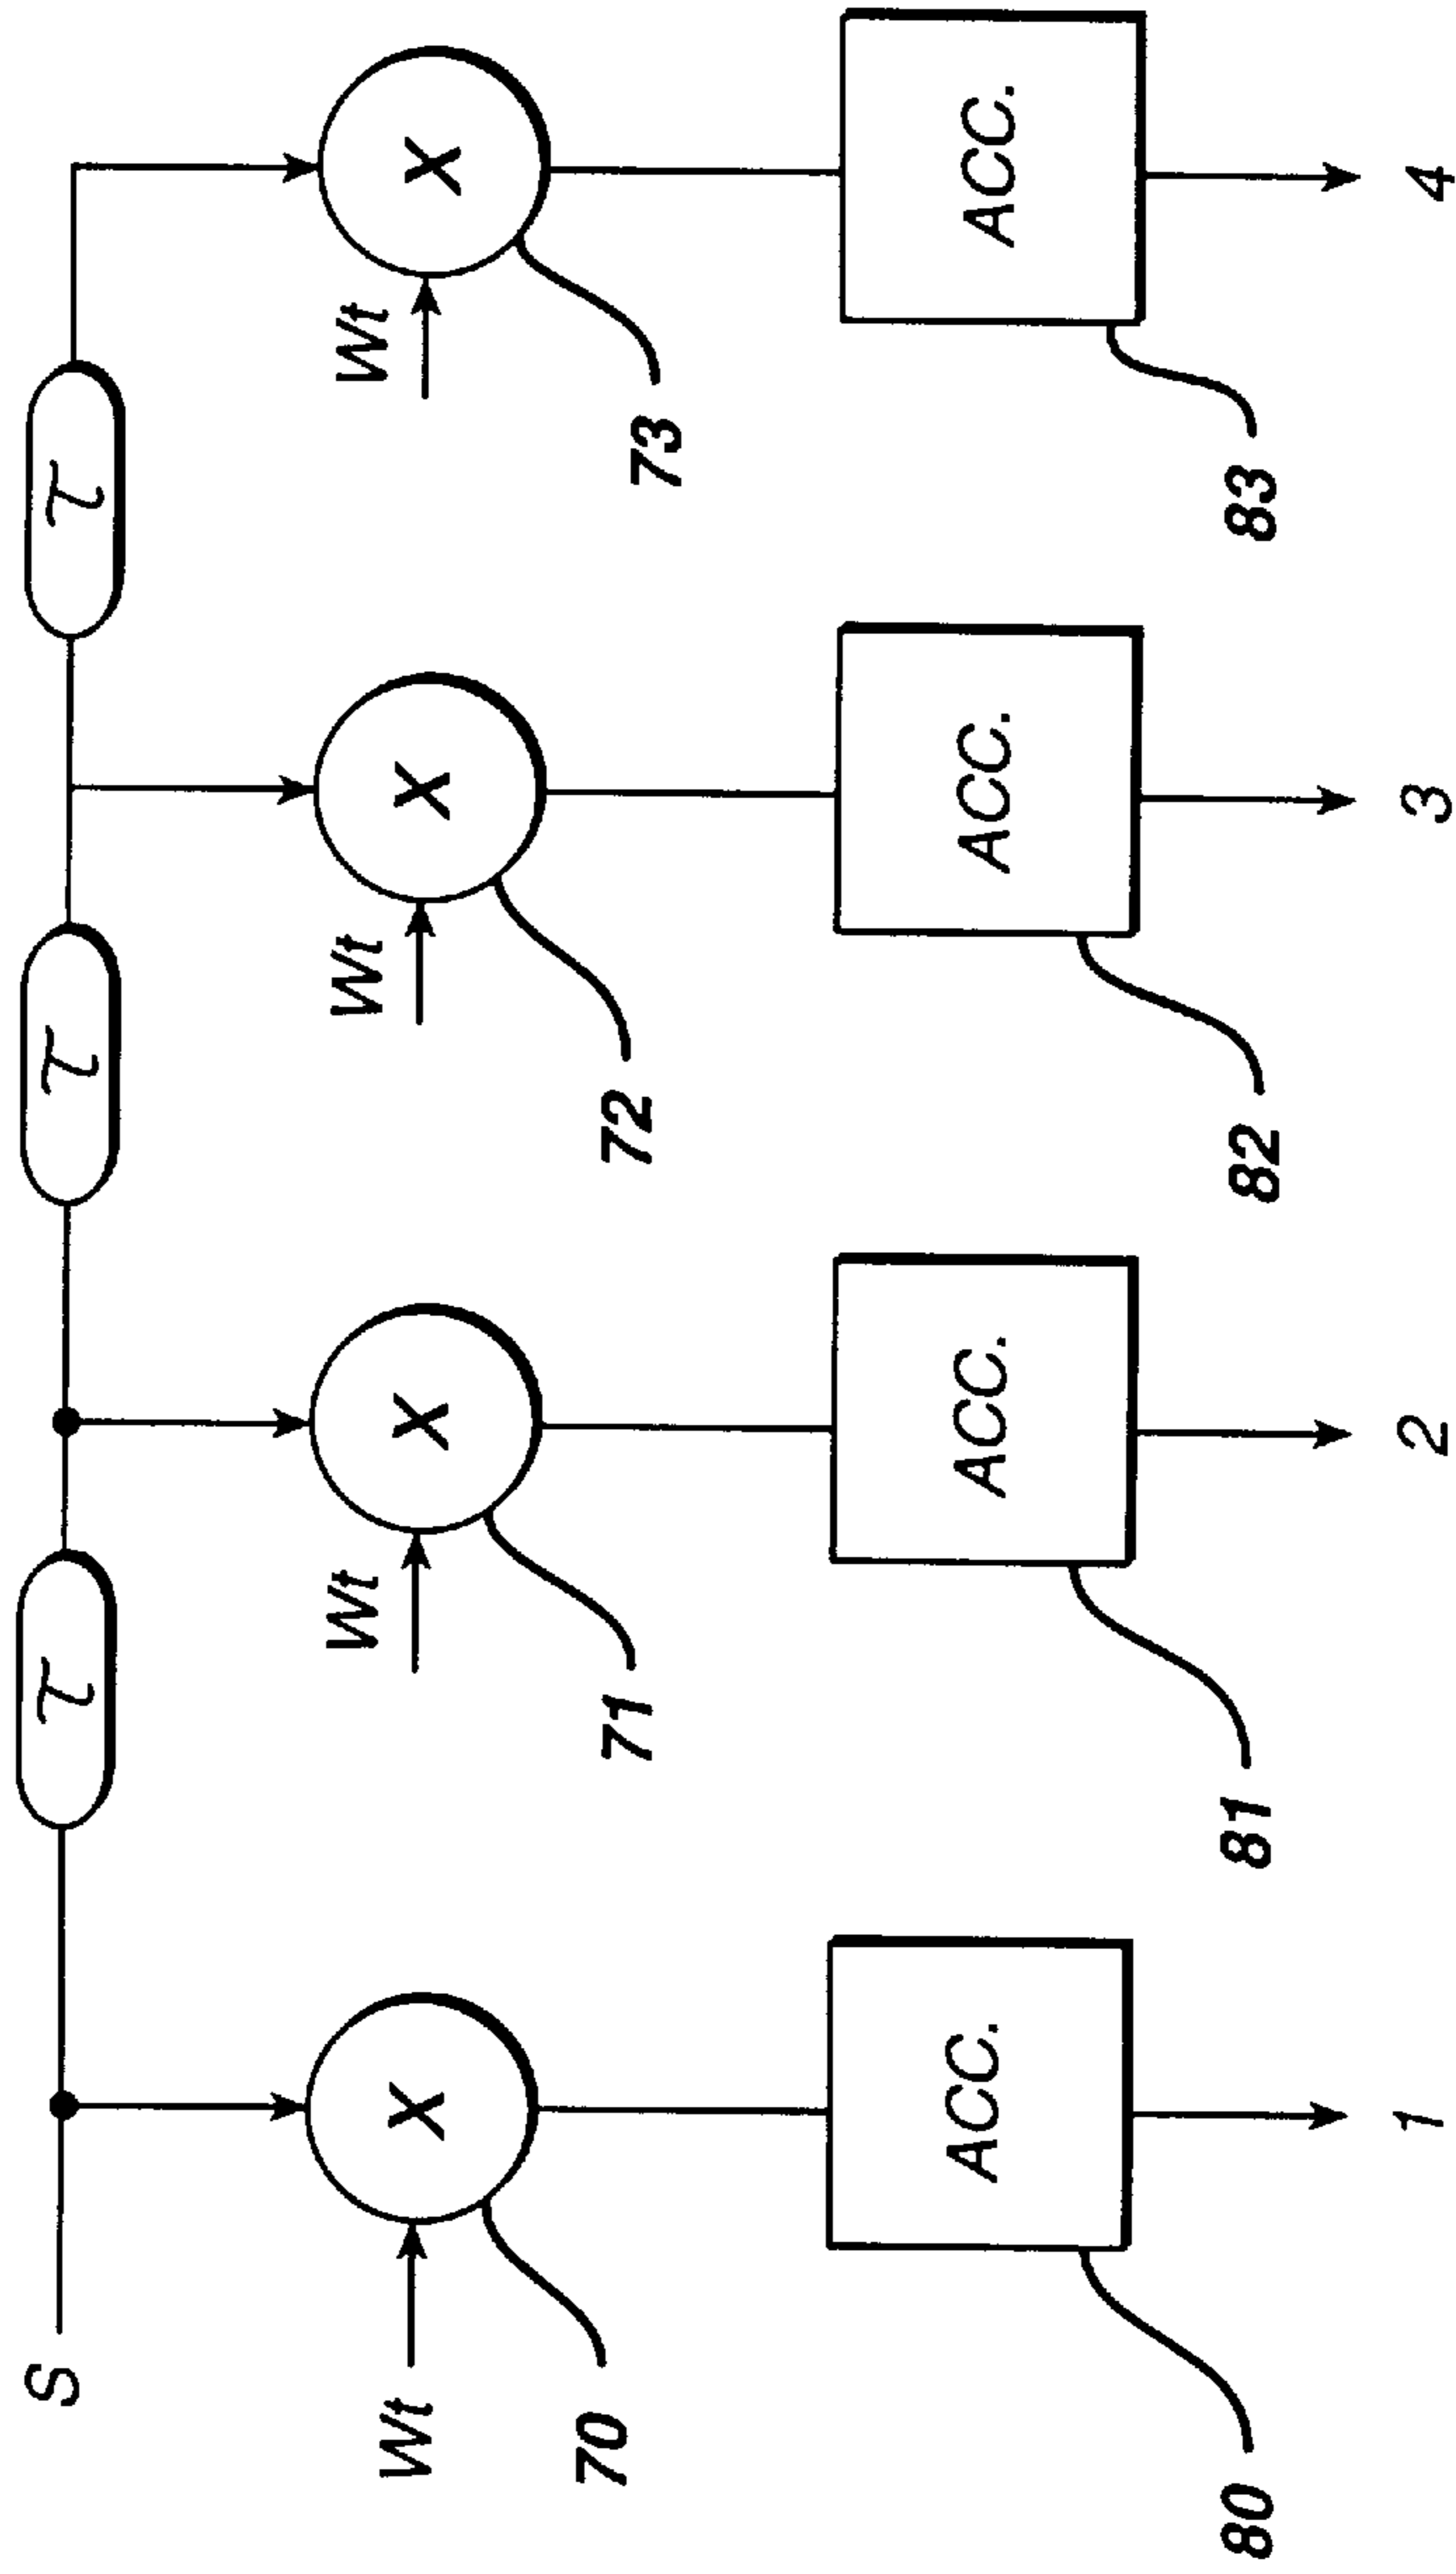 S
τ
τ
τ
Wt
X
70
Wt
X
71
Wt
X
72
Wt
X
73
ACC.
80
ACC.
81
ACC.
82
ACC.
83
1
2
3
4